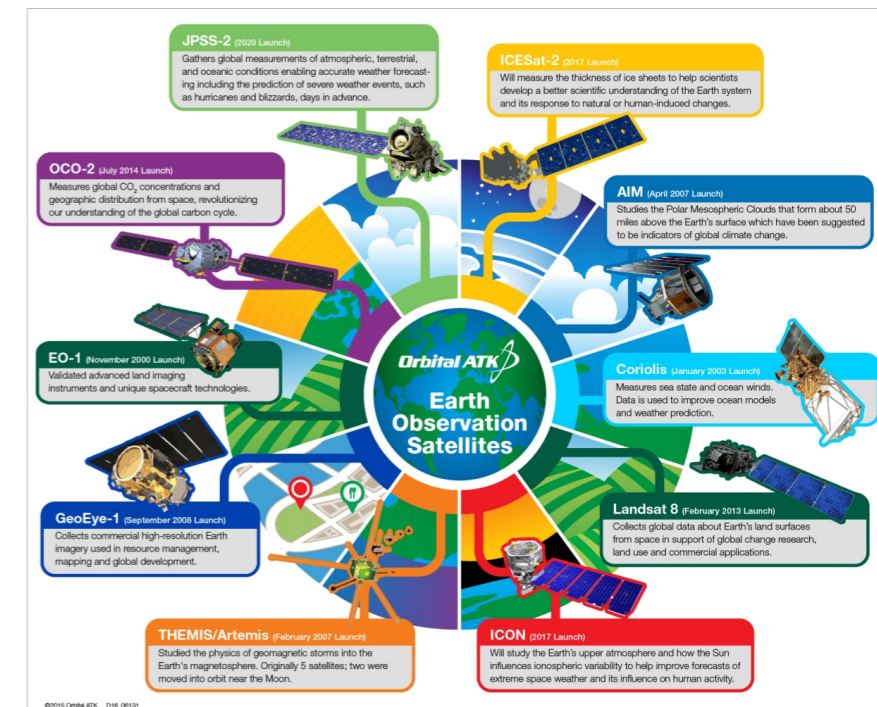 JPSS-2 (2020 Launch)
Gathers global measurements of atmospheric, terrestrial,
and oceanic conditions enabling accurate weather forecast-
ing including the prediction of severe weather events, such
as hurricanes and blizzards, days in advance.
ICESat-2 (2017 Launch)
Will measure the thickness of ice sheets to help scientists
develop a better scientific understanding of the Earth system
and its response to natural or human-induced changes.
OCO-2 (July 2014 Launch)
Measures global CO₂ concentrations and
geographic distribution from space, revolutionizing
our understanding of the global carbon cycle.
AIM (April 2007 Launch)
Studies the Polar Mesospheric Clouds that form about 50
miles above the Earth's surface which have been suggested
to be indicators of global climate change.
EO-1 (November 2000 Launch)
Validated advanced land imaging
instruments and unique spacecraft technologies.
Orbital ATK
Earth
Observation
Satellites
Coriolis (January 2003 Launch)
Measures sea state and ocean winds.
Data is used to improve ocean models
and weather prediction.
GeoEye-1 (September 2008 Launch)
Collects commercial high-resolution Earth
imagery used in resource management,
mapping and global development.
Landsat 8 (February 2013 Launch)
Collects global data about Earth's land surfaces
from space in support of global change research,
land use and commercial applications.
THEMIS/Artemis (February 2007 Launch)
Studied the physics of geomagnetic storms into the
Earth's magnetosphere. Originally 5 satellites; two were
moved into orbit near the Moon.
ICON (2017 Launch)
Will study the Earth's upper atmosphere and how the Sun
influences ionospheric variability to help improve forecasts of
extreme space weather and its influence on human activity.
©2015 Orbital ATK D16_06131